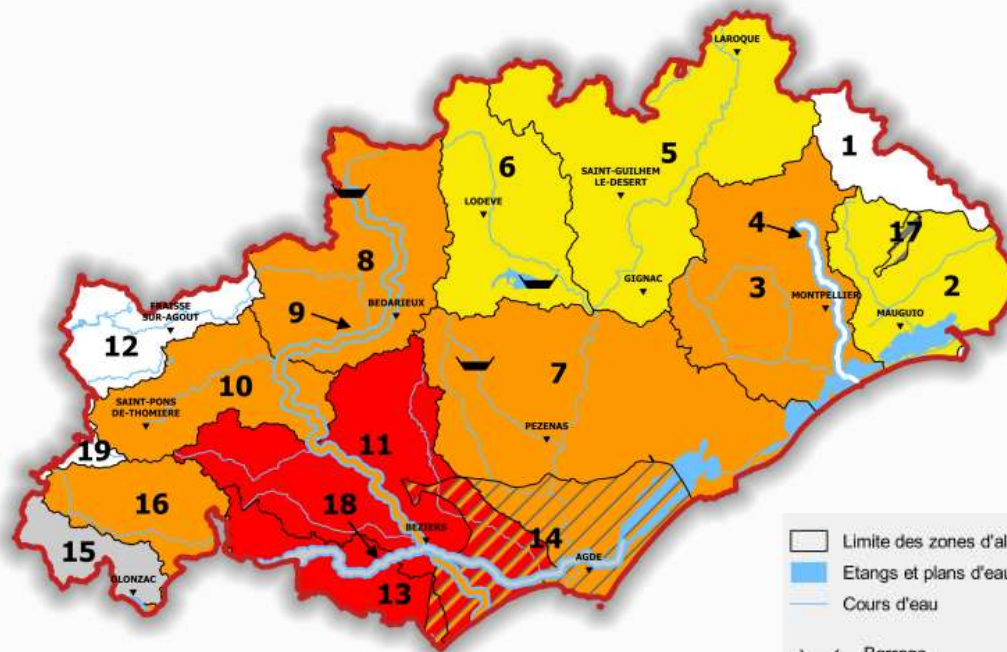 LAROQUE
1
5
6
SAINT-GUILHEM
LE-DESERT
LODEVE
4
17
8
GIGNAC
3
MONTPELLIER
2
MAUGUIO
FRAISSE
SUR-AGOUT
9
BEDARIEUX
12
10
7
SAINT-PONS
DE-THOMIERE
11
PEZENAS
19
16
18
BEZIERS
14
15
AGDE
OLONZAC
13
Limite des zones d'al
Etangs et plans d'eau
Cours d'eau